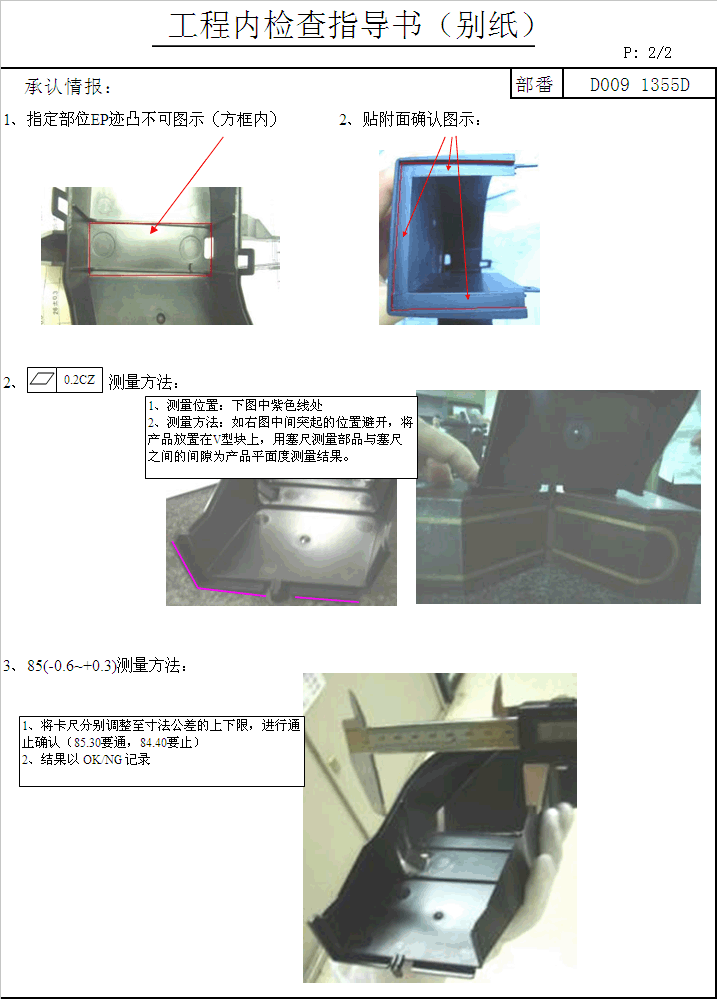 工程内检查指导书（别纸）
P: 2/2
承认情报：
部番
D009 1355D
1、指定部位EP迹凸不可图示（方框内）
2、贴附面确认图示：
2、
0.2CZ
测量方法：
1、测量位置：下图中紫色线处
2、测量方法：如右图中间突起的位置避开，将
产品放置在V型块上，用塞尺测量部品与塞尺
之间的间隙为产品平面度测量结果。
3、85(-0.6~+0.3)测量方法：
1、将卡尺分别调整至寸法公差的上下限，进行通
止确认（85.30要通，84.40要止）
2、结果以 OK/NG 记录